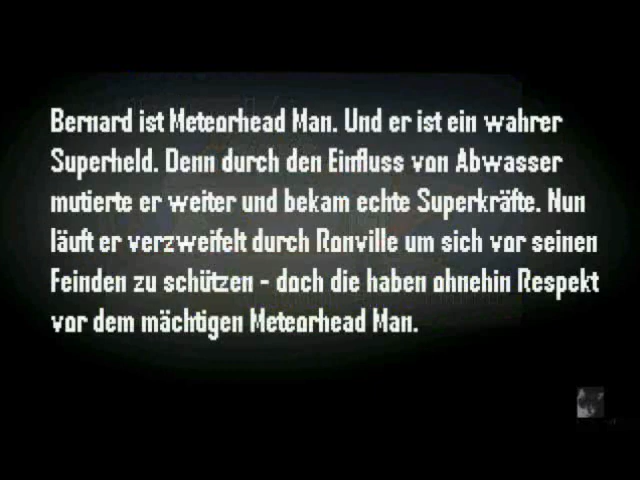 Bernard ist Meteorhead Man. Und er ist ein wahrer
Superheld. Denn durch den Einfluss von Abwasser
mutierte er weiter und bekam echte Superkräfte. Nun
läuft er verzweifelt durch Ronville um sich vor seinen
Feinden zu schützen - doch die haben ohnehin Respekt
vor dem mächtigen Meteorhead Man.